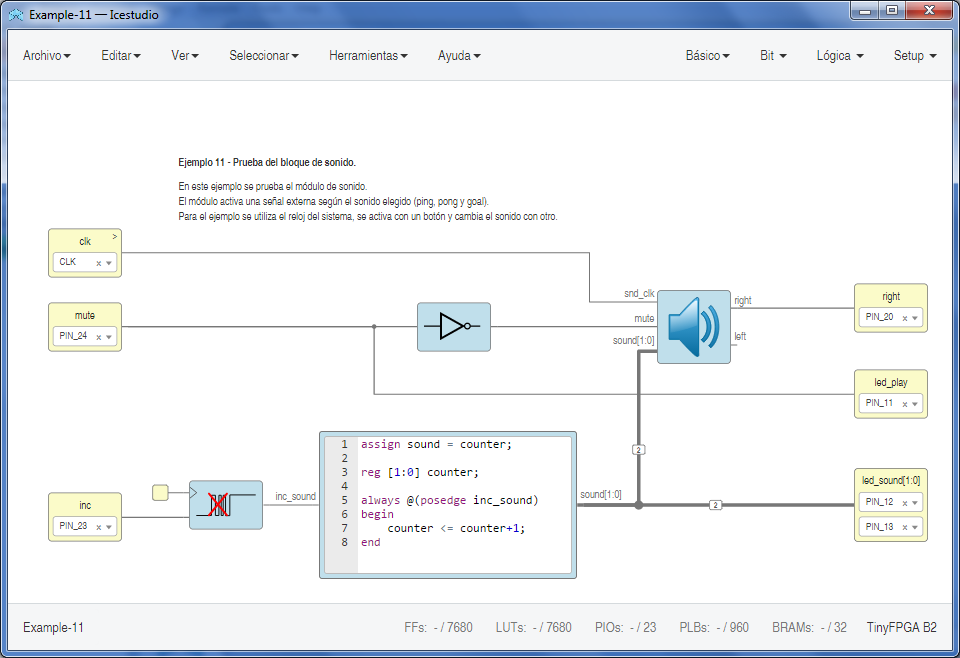 Example-11 — Icestudio
Archivo Editar Ver Seleccionar Herramientas Ayuda Básico Bit Lógica Setup
Ejemplo 11 - Prueba del bloque de sonido.
En este ejemplo se prueba el módulo de sonido.
El módulo activa una señal externa según el sonido elegido (ping, pong y goal).
Para el ejemplo se utiliza el reloj del sistema, se activa con un botón y cambia el sonido con otro.
clk >
CLK x
mute
PIN_24 x
snd_clk
mute
sound[1:0]
right
left
right
PIN_20 x
led_play
PIN_11 x
inc
PIN_23 x
inc_sound
1 assign sound = counter;
2
3 reg [1:0] counter;
4
5 always @(posedge inc_sound)
6 begin
7 counter <= counter+1;
8 end
sound[1:0]
2
2
led_sound[1:0]
PIN_12 x
PIN_13 x
Example-11 FFs: - / 7680 LUTs: - / 7680 PIOs: - / 23 PLBs: - / 960 BRAMs: - / 32 TinyFPGA B2